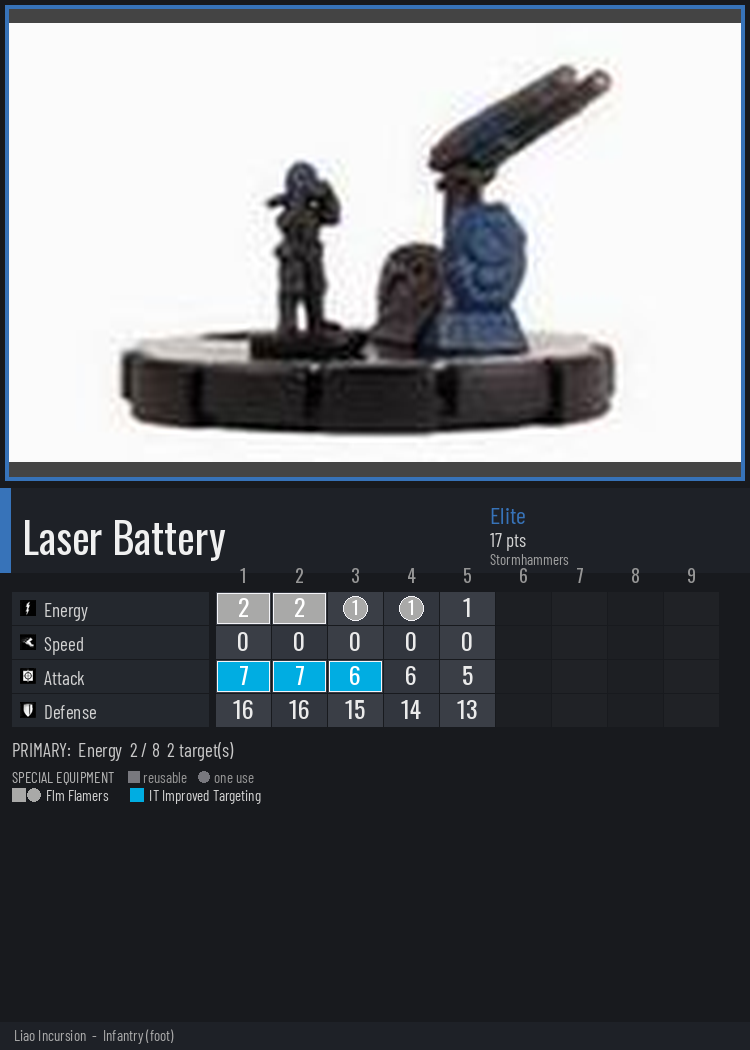 Laser Battery
Elite
17 pts
Stormhammers
1 2 3 4 5 6 7 8 9
Energy 2 2 1 1 1
Speed 0 0 0 0 0
Attack 7 7 6 6 5
Defense 16 16 15 14 13
PRIMARY: Energy 2 / 8 2 target(s)
SPECIAL EQUIPMENT reusable one use
Flm Flamers IT Improved Targeting
Liao Incursion - Infantry (foot)